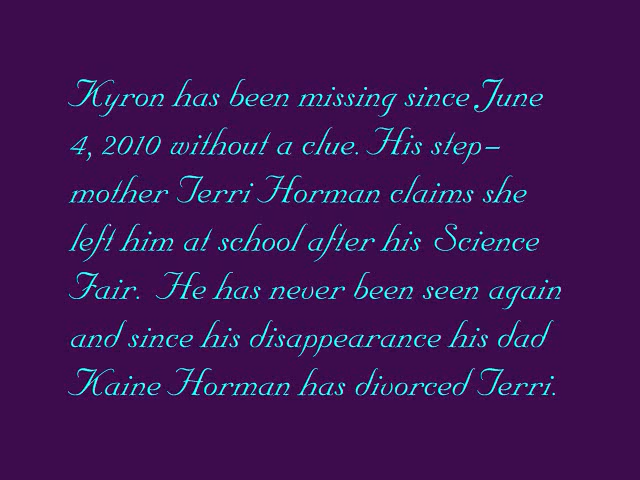 Kyron has been missing since June
4, 2010 without a clue. His step-
mother Terri Horman claims she
left him at school after his Science
Fair. He has never been seen again
and since his disappearance his dad
Kaine Horman has divorced Terri.